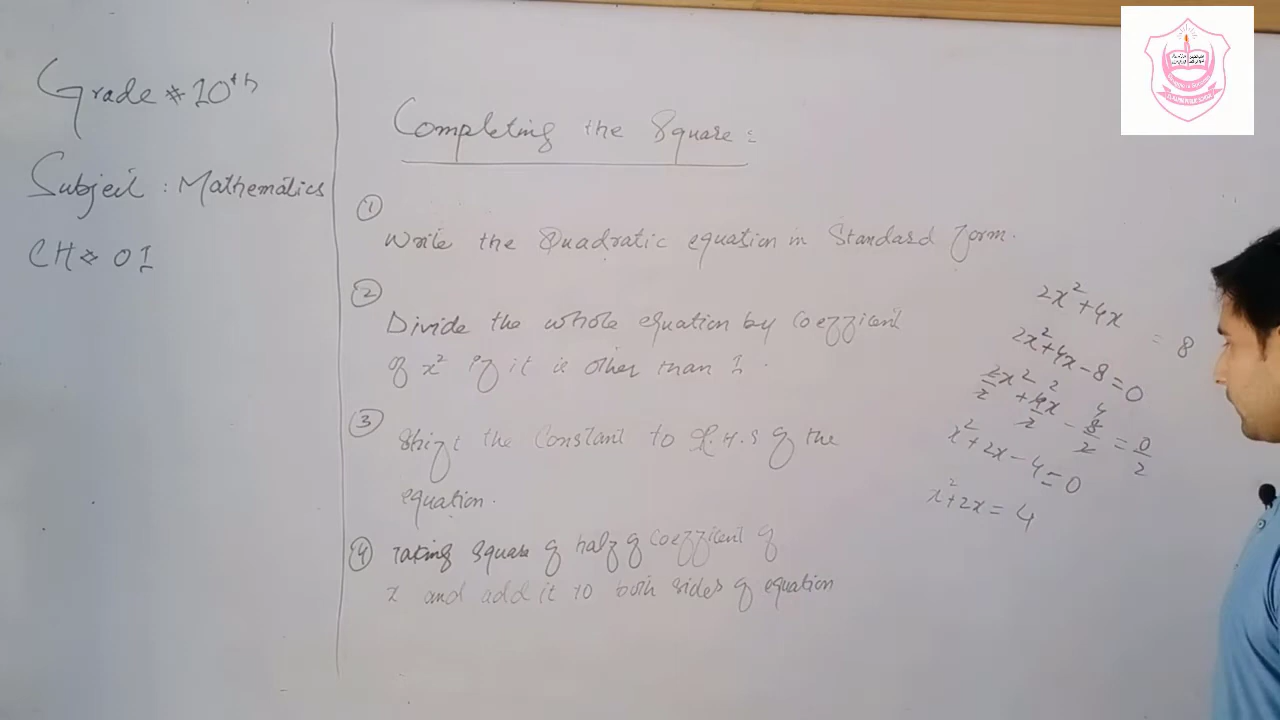 Grade # 10th
Subject : Mathematics
CH # 01
Completing the Square :
①
Write the Quadratic equation in Standard Form.
②
Divide the whole equation by Coefficient
of x² if it is other than 1.
③
Shift the Constant to R.H.S of the
equation.
④ Taking square of half of Coefficient of
x and add it to both sides of equation
2x² + 4x = 8
2x² + 4x - 8 = 0
2/2 x² + 4x/2 - 8/2 = 0/2
2 4
x² + 2x - 4 = 0
x² + 2x = 4